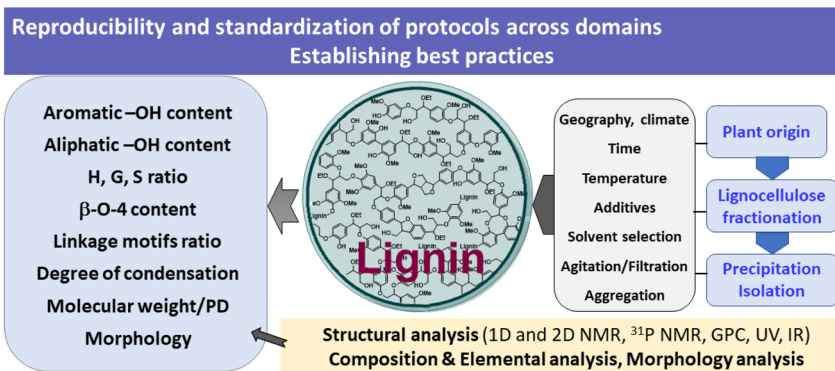 Reproducibility and standardization of protocols across domains
Establishing best practices
Aromatic –OH content
Aliphatic –OH content
H, G, S ratio
β-O-4 content
Linkage motifs ratio
Degree of condensation
Molecular weight/PD
Morphology
Lignin
Geography, climate
Time
Temperature
Additives
Solvent selection
Agitation/Filtration
Aggregation
Plant origin
Lignocellulose
fractionation
Precipitation
Isolation
Structural analysis (1D and 2D NMR, ³¹P NMR, GPC, UV, IR)
Composition & Elemental analysis, Morphology analysis